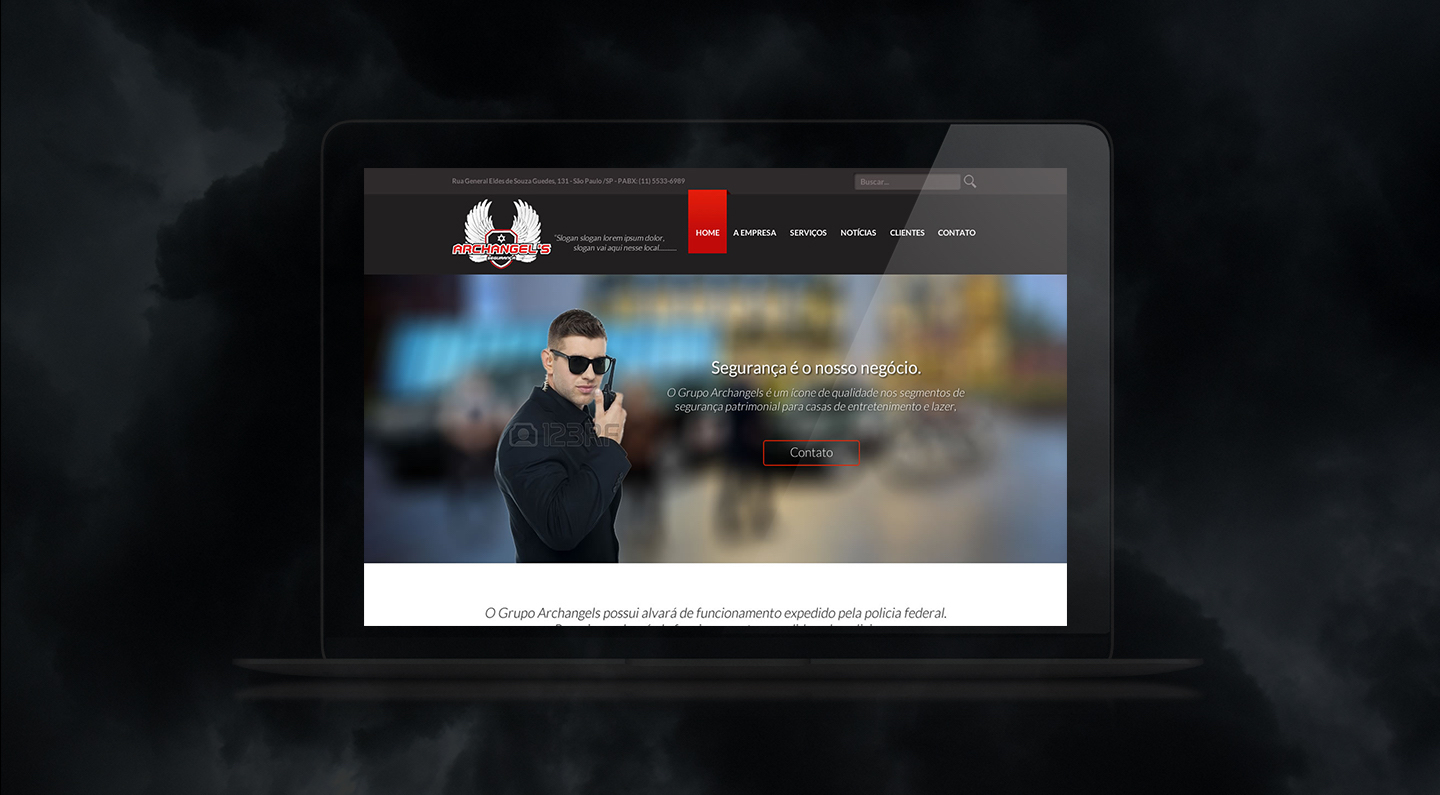 Rua General Eldes de Souza Guedes, 131 - São Paulo /SP - PABX: (11) 5533-6989
Buscar...
ARCHANGEL'S
SEGURANÇA
"Slogan slogan lorem ipsum dolor,
slogan vai aqui nesse local...........
HOME
A EMPRESA
SERVIÇOS
NOTÍCIAS
CLIENTES
CONTATO
Segurança é o nosso negócio.
O Grupo Archangels é um ícone de qualidade nos segmentos de
segurança patrimonial para casas de entretenimento e lazer,
123RF
Contato
O Grupo Archangels possui alvará de funcionamento expedido pela policia federal.